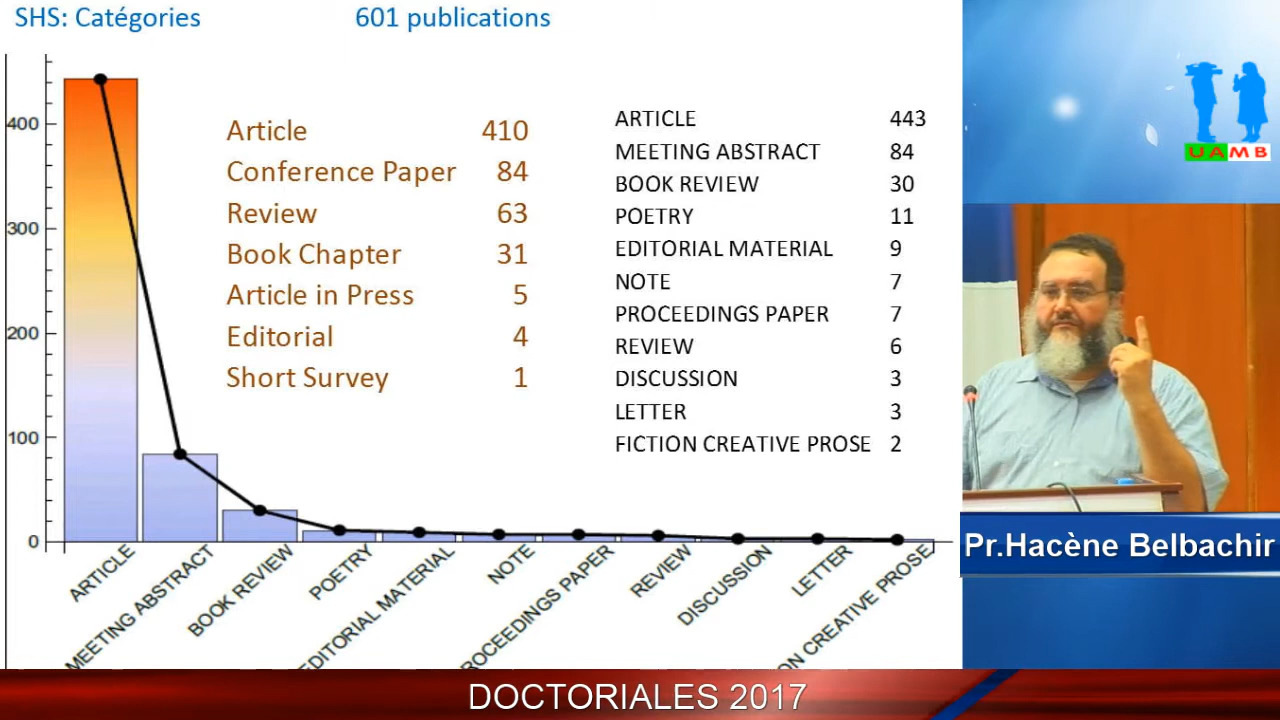 SHS: Catégories 601 publications
400
300
200
100
0
Article 410
Conference Paper 84
Review 63
Book Chapter 31
Article in Press 5
Editorial 4
Short Survey 1
ARTICLE 443
MEETING ABSTRACT 84
BOOK REVIEW 30
POETRY 11
EDITORIAL MATERIAL 9
NOTE 7
PROCEEDINGS PAPER 7
REVIEW 6
DISCUSSION 3
LETTER 3
FICTION CREATIVE PROSE 2
ARTICLE
MEETING ABSTRACT
BOOK REVIEW
POETRY
EDITORIAL MATERIAL
NOTE
ROCEEDINGS PAPER
REVIEW
DISCUSSION
LETTER
ON CREATIVE PROSE
UAMB
Pr.Hacène Belbachir
DOCTORIALES 2017